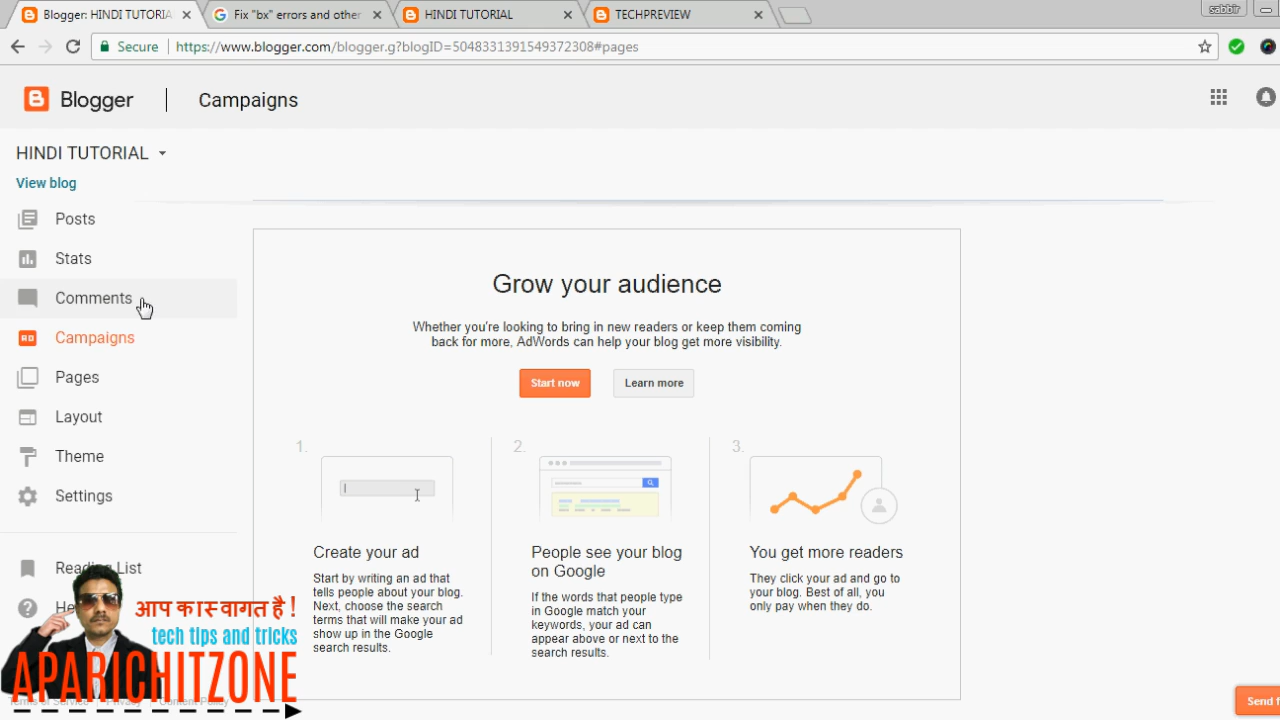 Blogger: HINDI TUTORIA
Fix "bx" errors and other
HINDI TUTORIAL
TECHPREVIEW
sabbir
Secure
https://www.blogger.com/blogger.g?blogID=5048331391549372308#pages
Blogger
Campaigns
HINDI TUTORIAL
View blog
Posts
Stats
Comments
Campaigns
Pages
Layout
Theme
Settings
Reading List
He
Grow your audience
Whether you're looking to bring in new readers or keep them coming
back for more, AdWords can help your blog get more visibility.
Start now
Learn more
1.
Create your ad
Start by writing an ad that
tells people about your blog.
Next, choose the search
terms that will make your ad
show up in the Google
search results.
2.
People see your blog
on Google
If the words that people type
in Google match your
keywords, your ad can
appear above or next to the
search results.
3.
You get more readers
They click your ad and go to
your blog. Best of all, you
only pay when they do.
आप का स्वागत है !
tech tips and tricks
APARICHITZONE
Terms of Service
Privacy
Content Policy
Send f